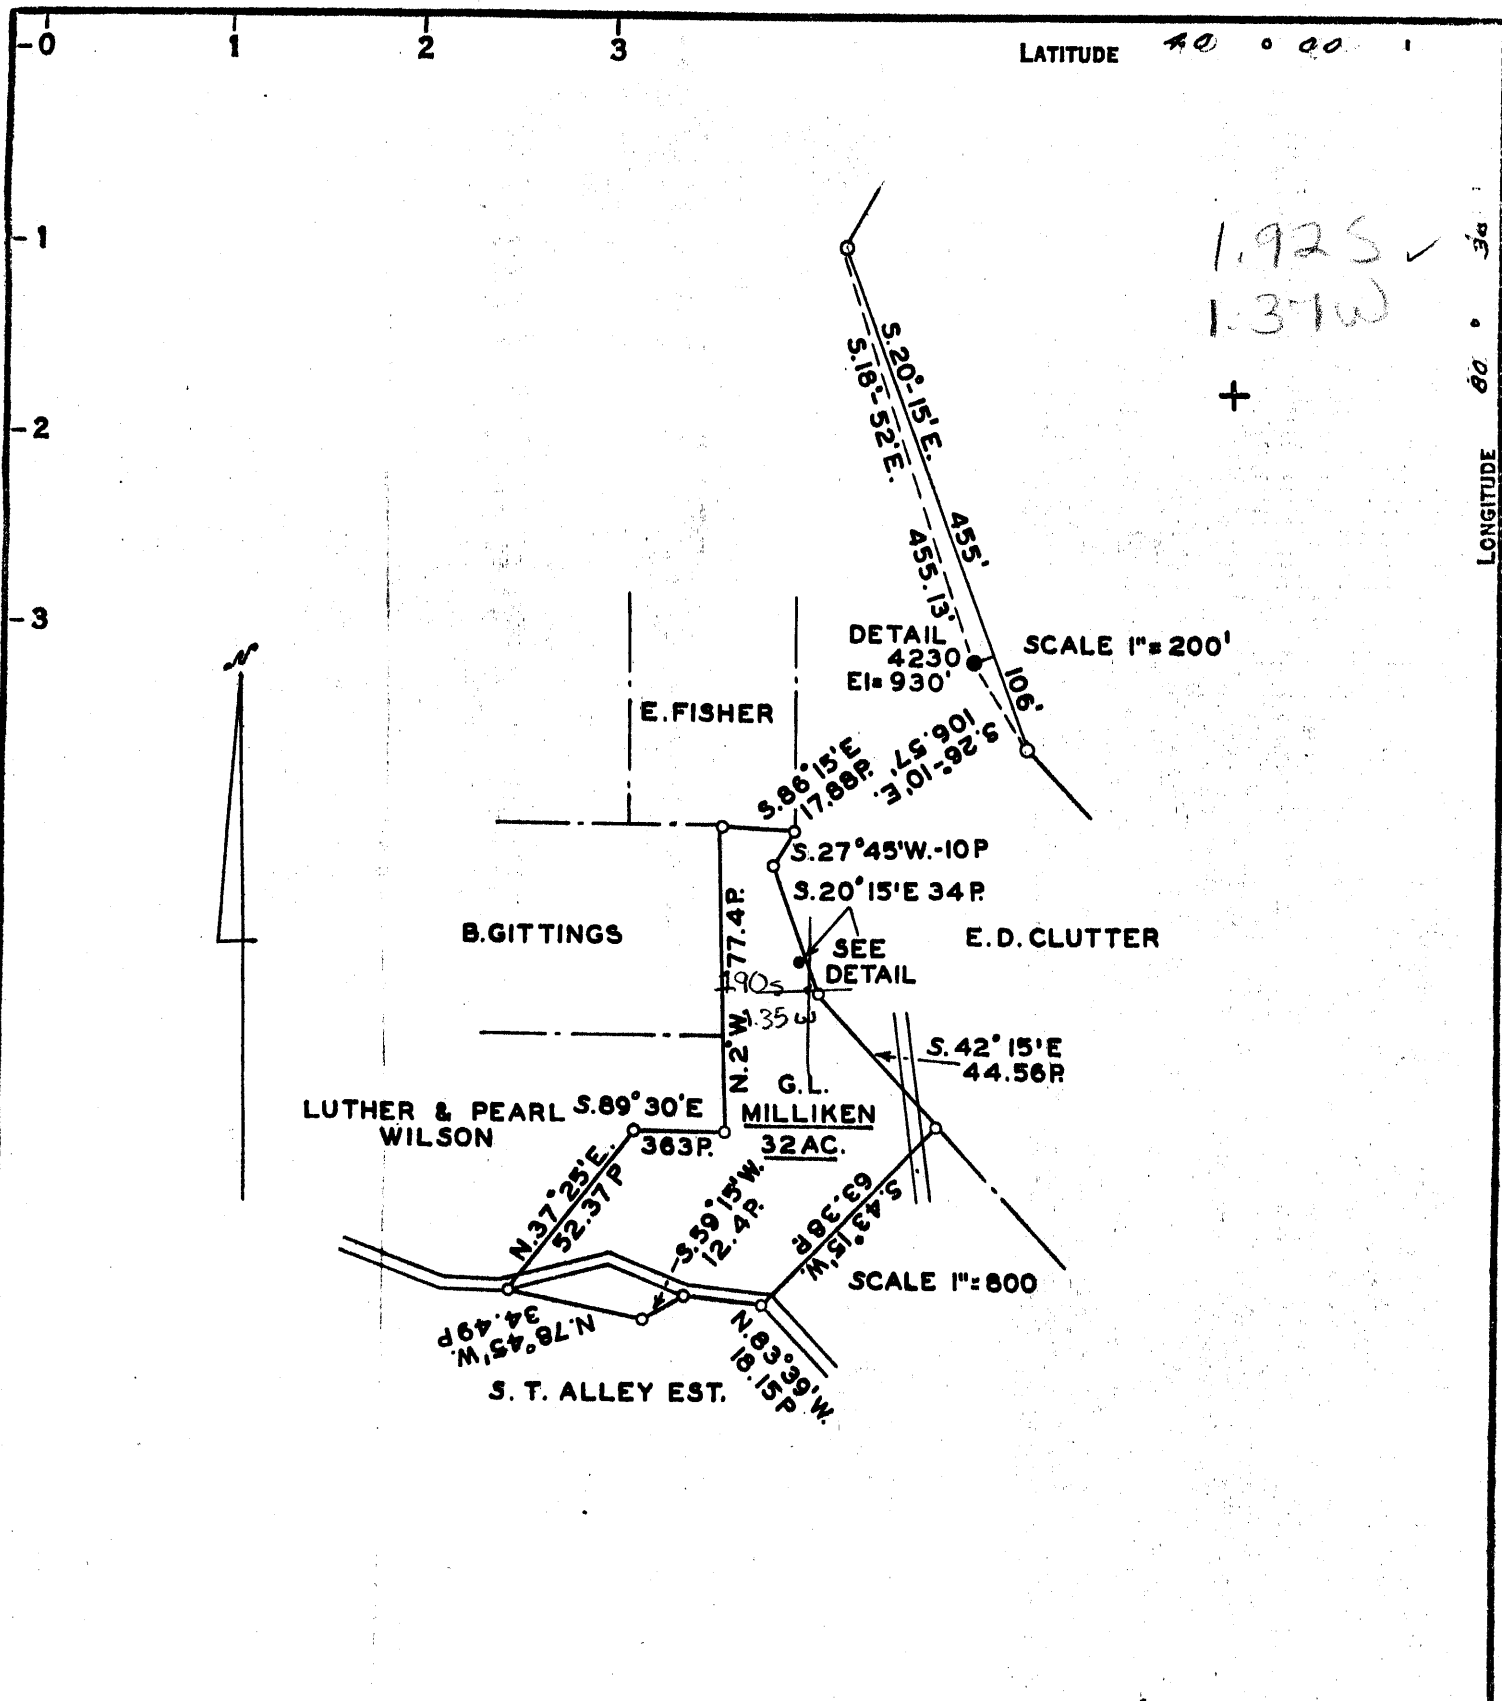 -0 1 2 3
LATITUDE 40 ° 00 '
-1
-2
-3
1.92 S ✓
1.37 W
+
LONGITUDE 80 ° 30 '
S.20°-15'E.
455'
S.18°-52'E.
455.13'
DETAIL
4230
El=930'
SCALE 1"=200'
106'
S.26°-10'E.
106.57'
N
E.FISHER
S.86°15'E
17.88P.
S.27°45'W.-10P
S.20°15'E 34P.
B.GITTINGS
N.2°W. 77.4P.
SEE
DETAIL
E.D.CLUTTER
1.90s
1.35w
S.42°15'E
44.56P.
G.L.
MILLIKEN
32AC.
LUTHER & PEARL
WILSON
S.89°30'E
363P.
N.37°25'E.
52.37P
S.59°15'W.
12.4P.
S.43°15'W.
63.38P.
SCALE 1"=800
N.78°45'W.
34.49P
N.83°39'W.
18.15P
S.T. ALLEY EST.